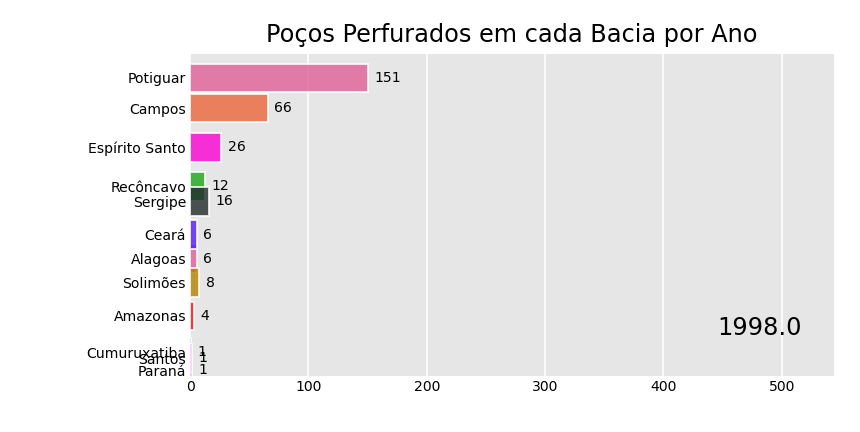 Poços Perfurados em cada Bacia por Ano
Potiguar 151
Campos 66
Espírito Santo 26
Recôncavo 12
Sergipe 16
Ceará 6
Alagoas 6
Solimões 8
Amazonas 4
1998.0
Cumuruxatiba 1
Santos 1
Paraná 1
0 100 200 300 400 500